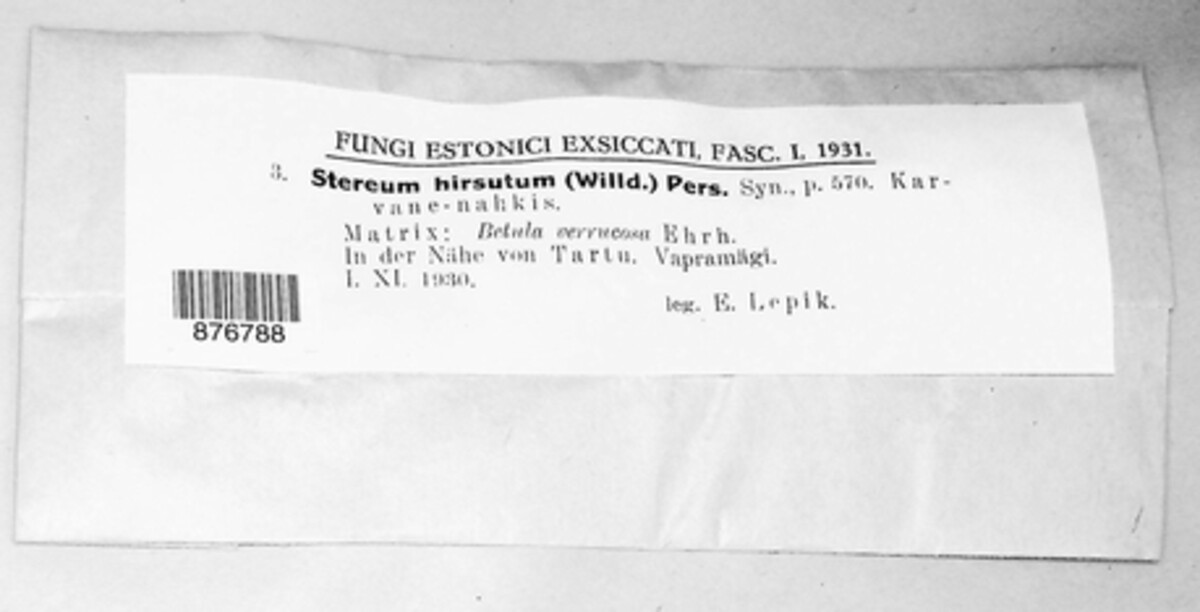 FUNGI ESTONICI EXSICCATI, FASC. I, 1931.
3. Stereum hirsutum (Willd.) Pers. Syn., p. 570. Kar-
vane-nahkis.
Matrix: Betula verrucosa Ehrh.
In der Nähe von Tartu, Vapramägi.
1. XI. 1930.
leg. E. Lepik.
876788